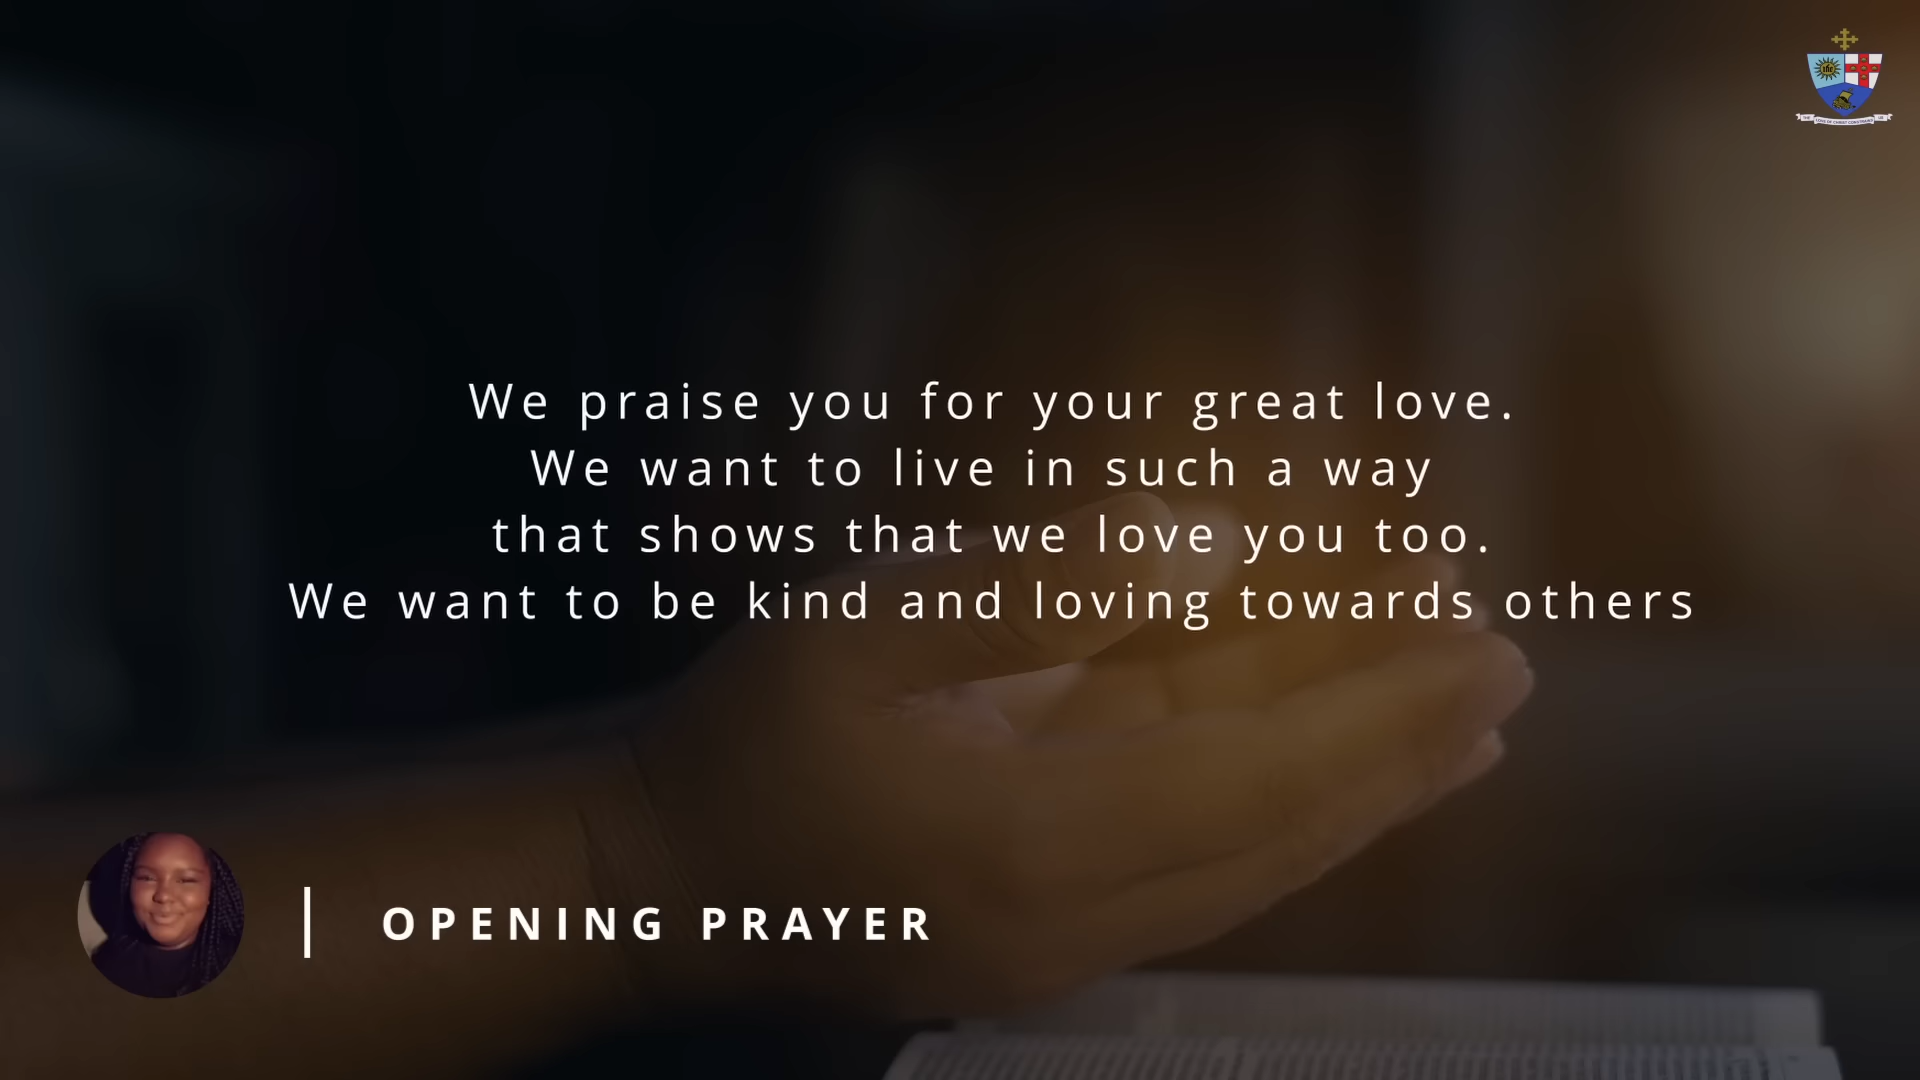 We praise you for your great love.
We want to live in such a way
that shows that we love you too.
We want to be kind and loving towards others
OPENING PRAYER